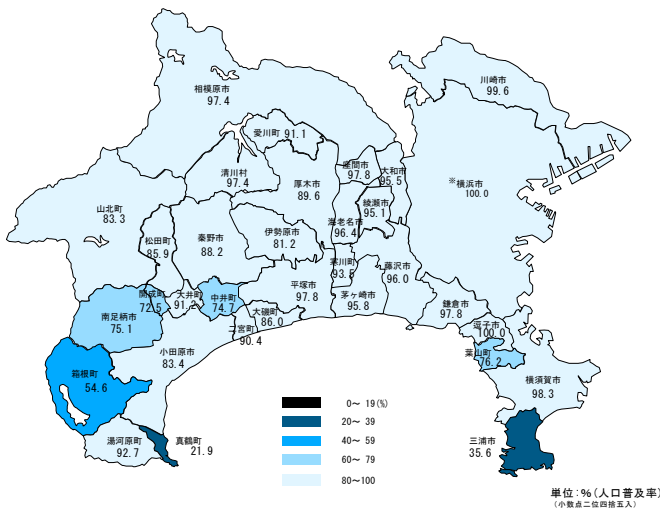 川崎市
99.6
相模原市
97.4
愛川町 91.1
座間市
97.8
大和市
95.5
※横浜市
100.0
清川村
97.4
厚木市
89.6
綾瀬市
95.1
山北町
83.3
海老名市
96.4
松田町
85.9
秦野市
88.2
伊勢原市
81.2
寒川町
93.5
藤沢市
96.0
開成町
72.5
大井町
91.2
中井町
74.7
平塚市
97.8
茅ヶ崎市
95.8
鎌倉市
97.8
南足柄市
75.1
大磯町
86.0
二宮町
90.4
逗子市
100.0
小田原市
83.4
葉山町
76.2
箱根町
54.6
横須賀市
98.3
湯河原町
92.7
真鶴町
21.9
三浦市
35.6
0～ 19(%)
20～ 39
40～ 59
60～ 79
80～100
単位：％(人口普及率)
(小数点二位四捨五入)